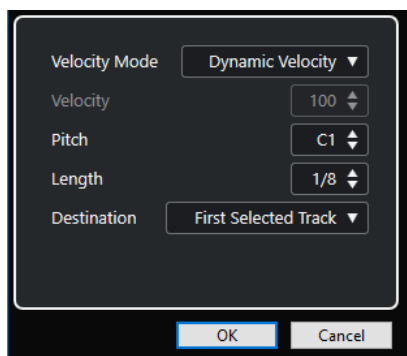 Velocity Mode Dynamic Velocity
Velocity 100
Pitch C1
Length 1/8
Destination First Selected Track
OK Cancel